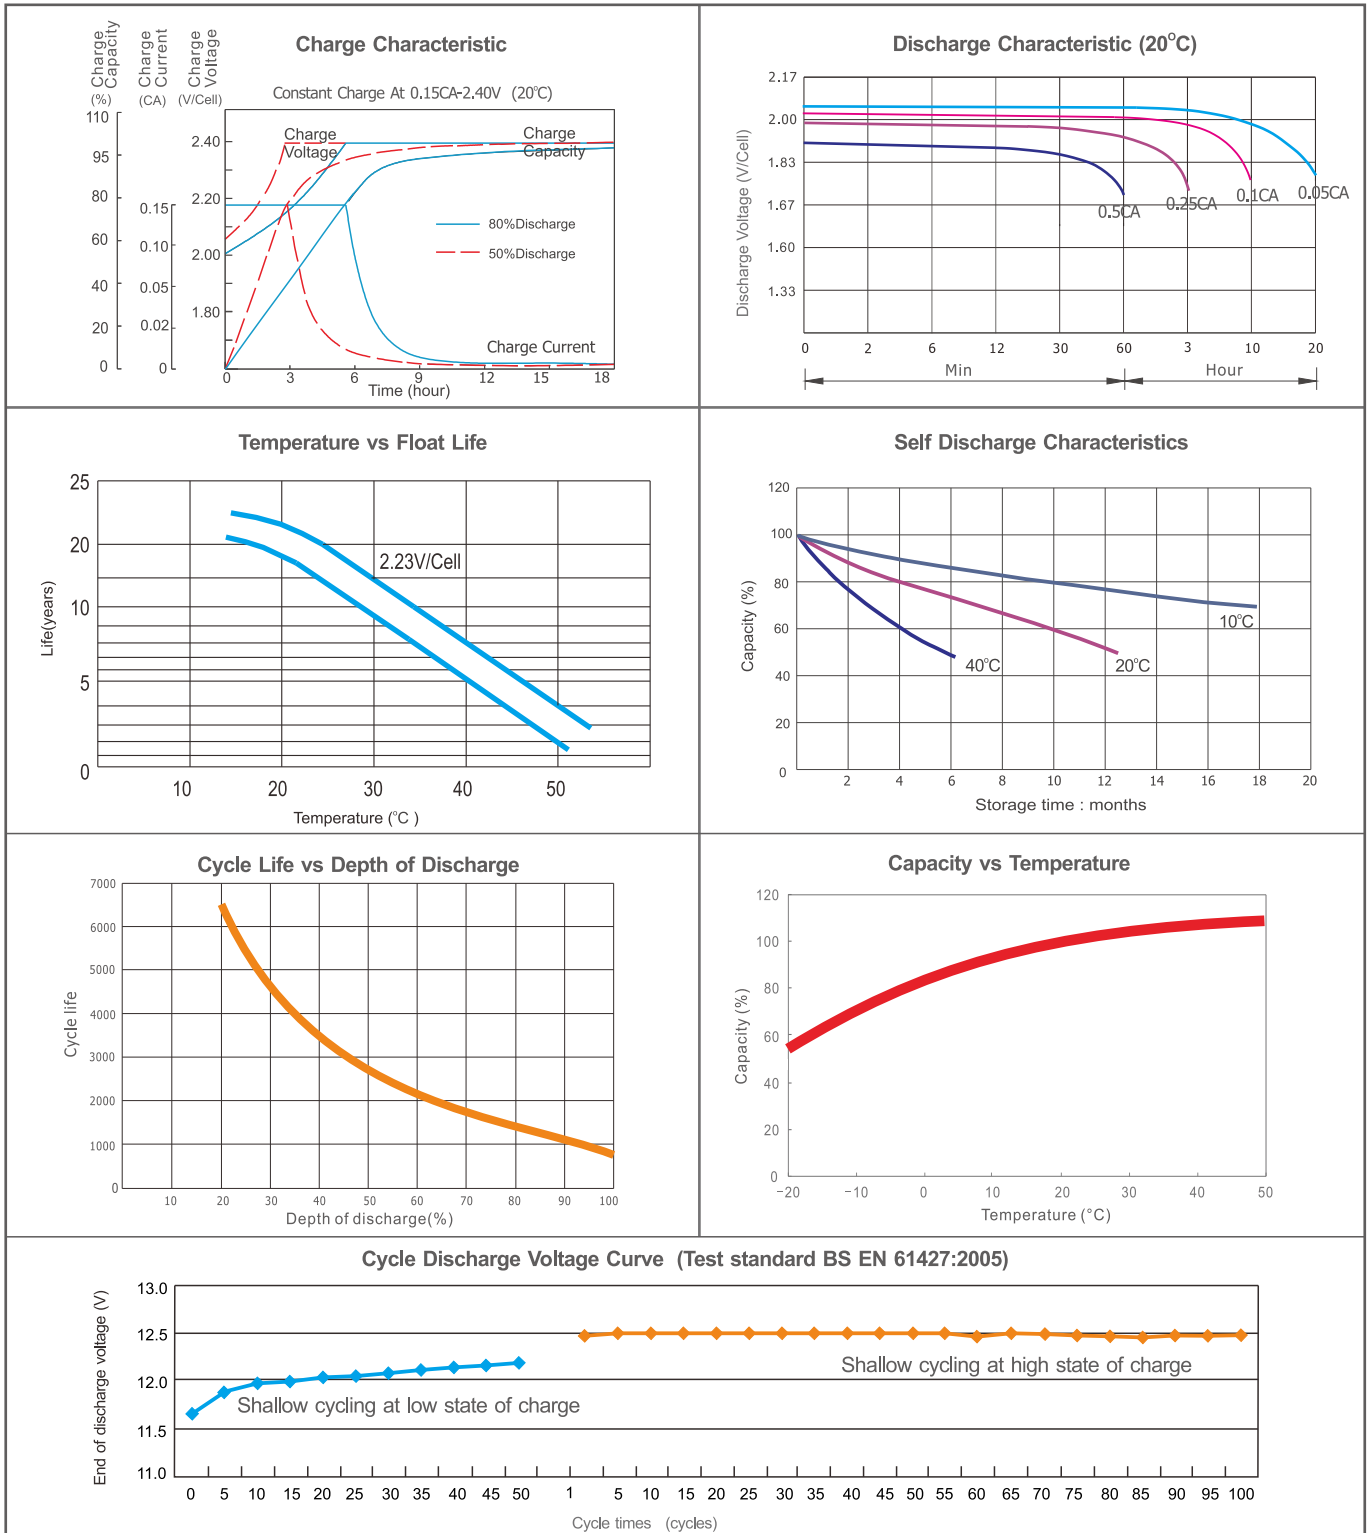 Charge Characteristic
Charge Capacity
Charge Current
Charge Voltage
(%)
(CA)
(V/Cell)
Constant Charge At 0.15CA-2.40V (20°C)
110
95
80
60
40
20
0
0.15
0.10
0.05
0.02
0
2.40
2.20
2.00
1.80
Charge Voltage
Charge Capacity
80%Discharge
50%Discharge
Charge Current
0 3 6 9 12 15 18
Time (hour)
Discharge Characteristic (20°C)
Discharge Voltage (V/Cell)
2.17
2.00
1.83
1.67
1.60
1.33
0.5CA
0.25CA
0.1CA
0.05CA
0 2 6 12 30 60 3 10 20
Min
Hour
Temperature vs Float Life
Life(years)
25
20
10
5
0
2.23V/Cell
10 20 30 40 50
Temperature (°C )
Self Discharge Characteristics
Capacity (%)
120
100
80
60
40
20
0
10°C
20°C
40°C
2 4 6 8 10 12 14 16 18 20
Storage time : months
Cycle Life vs Depth of Discharge
Cycle life
7000
6000
5000
4000
3000
2000
1000
0
10 20 30 40 50 60 70 80 90 100
Depth of discharge(%)
Capacity vs Temperature
Capacity (%)
120
100
80
60
40
20
0
−20 −10 0 10 20 30 40 50
Temperature (°C)
Cycle Discharge Voltage Curve (Test standard BS EN 61427:2005)
End of discharge voltage (V)
13.0
12.5
12.0
11.5
11.0
Shallow cycling at high state of charge
Shallow cycling at low state of charge
0 5 10 15 20 25 30 35 40 45 50 1 5 10 15 20 25 30 35 40 45 50 55 60 65 70 75 80 85 90 95 100
Cycle times (cycles)